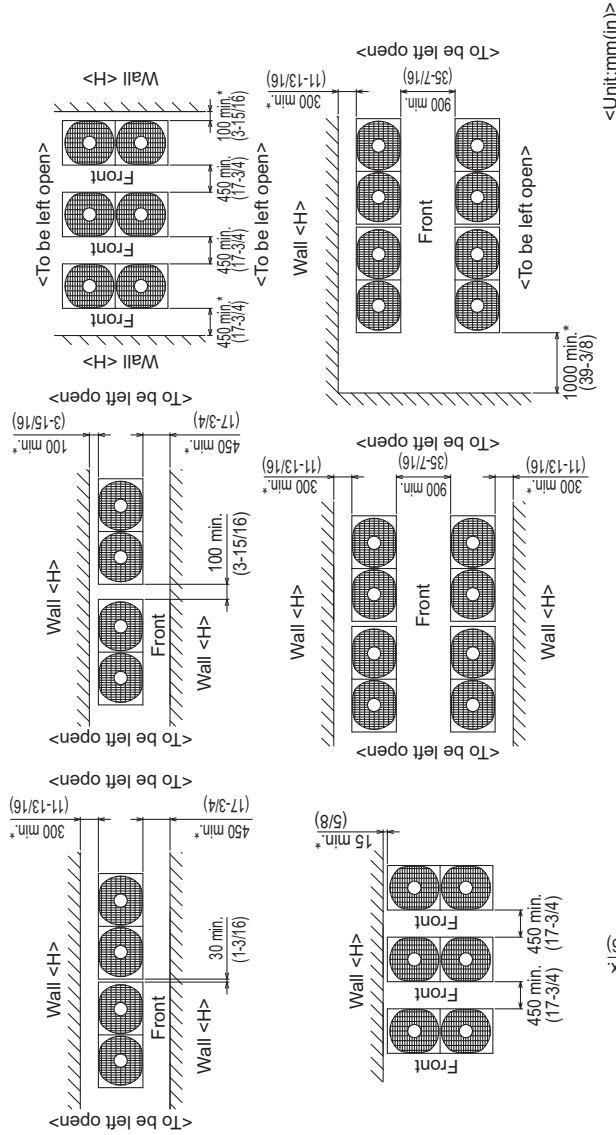 Wall <H>
300 min.*
(11-13/16)
<To be left open>
<To be left open>
Front
30 min.
(1-3/16)
Wall <H>
450 min.*
(17-3/4)
Wall <H>
100 min.*
(3-15/16)
<To be left open>
<To be left open>
Front
100 min.
(3-15/16)
Wall <H>
450 min.*
(17-3/4)
<To be left open>
Wall <H>
Wall <H>
Front
Front
Front
450 min.*
(17-3/4)
450 min.
(17-3/4)
450 min.
(17-3/4)
100 min.*
(3-15/16)
<To be left open>
Wall <H>
15 min.*
(5/8)
Front
Front
Front
450 min.
(17-3/4)
450 min.
(17-3/4)
Wall <H>
300 min.*
(11-13/16)
<To be left open>
<To be left open>
Front
900 min.
(35-7/16)
300 min.*
(11-13/16)
Wall <H>
Wall <H>
300 min.*
(11-13/16)
Front
900 min.
(35-7/16)
<To be left open>
<To be left open>
1000 min.*
(39-3/8)
<Unit:mm(in)>